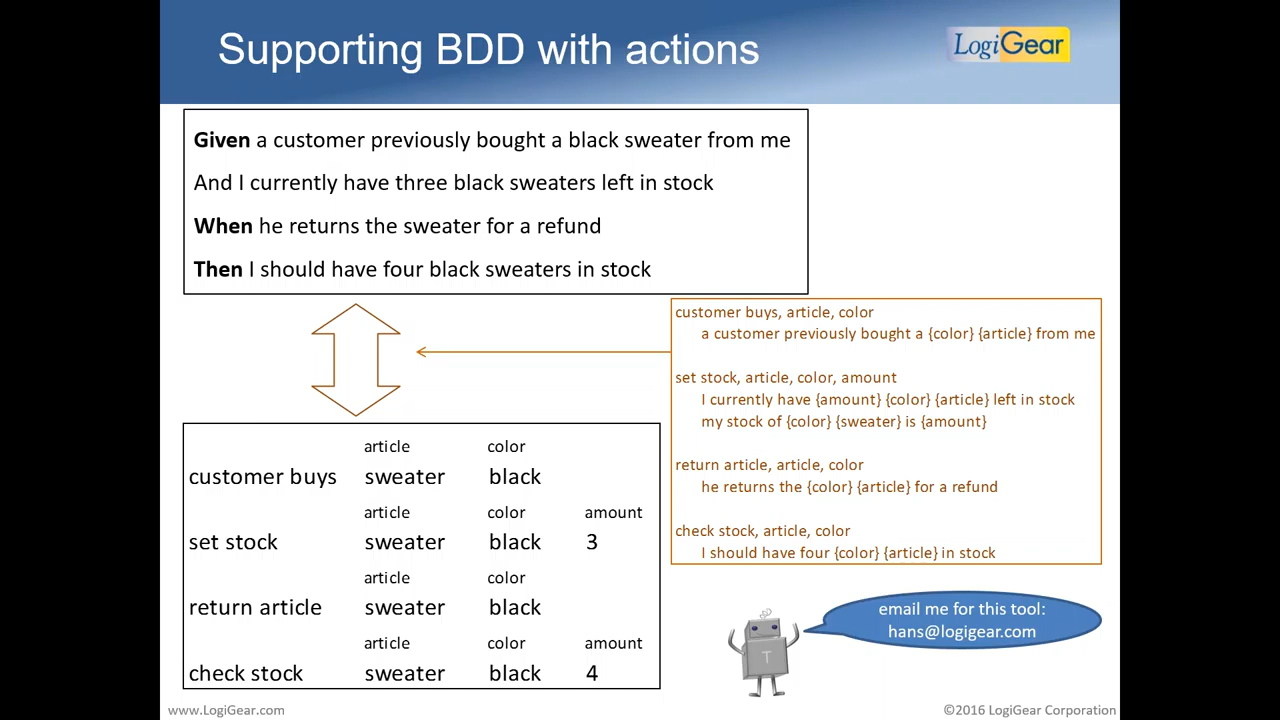 Supporting BDD with actions
LogiGear
Given a customer previously bought a black sweater from me
And I currently have three black sweaters left in stock
When he returns the sweater for a refund
Then I should have four black sweaters in stock
customer buys, article, color
a customer previously bought a {color} {article} from me
set stock, article, color, amount
I currently have {amount} {color} {article} left in stock
my stock of {color} {sweater} is {amount}
return article, article, color
he returns the {color} {article} for a refund
check stock, article, color
I should have four {color} {article} in stock
article color
customer buys sweater black
article color amount
set stock sweater black 3
article color
return article sweater black
article color amount
check stock sweater black 4
email me for this tool:
hans@logigear.com
T
www.LogiGear.com
©2016 LogiGear Corporation